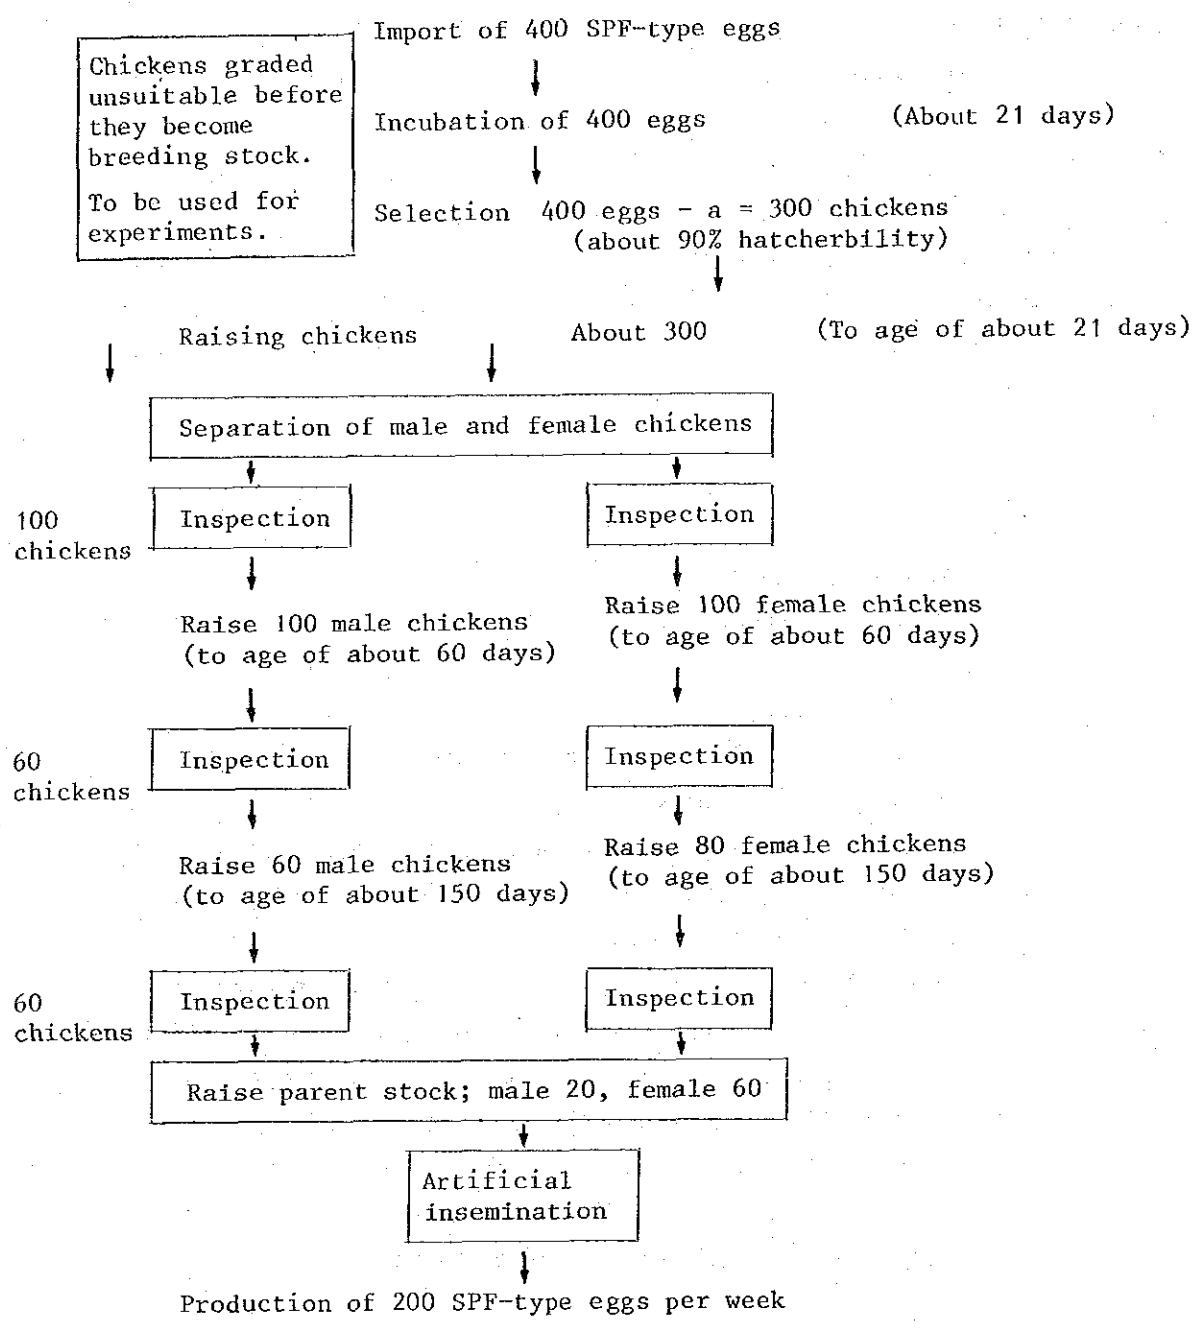 Import of 400 SPF-type eggs
Chickens graded
unsuitable before
they become
breeding stock.
To be used for
experiments.
Incubation of 400 eggs (About 21 days)
Selection 400 eggs - a = 300 chickens
(about 90% hatcherbility)
Raising chickens About 300 (To age of about 21 days)
Separation of male and female chickens
100
chickens
Inspection
Inspection
Raise 100 male chickens
(to age of about 60 days)
Raise 100 female chickens
(to age of about 60 days)
60
chickens
Inspection
Inspection
Raise 60 male chickens
(to age of about 150 days)
Raise 80 female chickens
(to age of about 150 days)
60
chickens
Inspection
Inspection
Raise parent stock; male 20, female 60
Artificial
insemination
Production of 200 SPF-type eggs per week